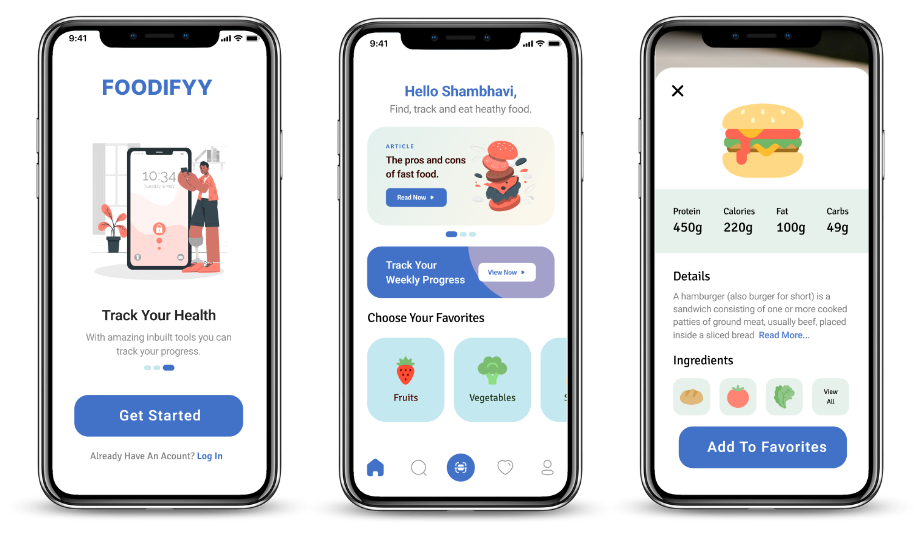 9:41
FOODIFYY
10:34
Track Your Health
With amazing inbuilt tools you can
track your progress.
Get Started
Already Have An Acount? Log In
9:41
Hello Shambhavi,
Find, track and eat heathy food.
ARTICLE
The pros and cons
of fast food.
Read Now
Track Your
Weekly Progress
View Now
Choose Your Favorites
Fruits
Vegetables
Protein Calories Fat Carbs
450g 220g 100g 49g
Details
A hamburger (also burger for short) is a
sandwich consisting of one or more cooked
patties of ground meat, usually beef, placed
inside a sliced bread Read More...
Ingredients
View
All
Add To Favorites